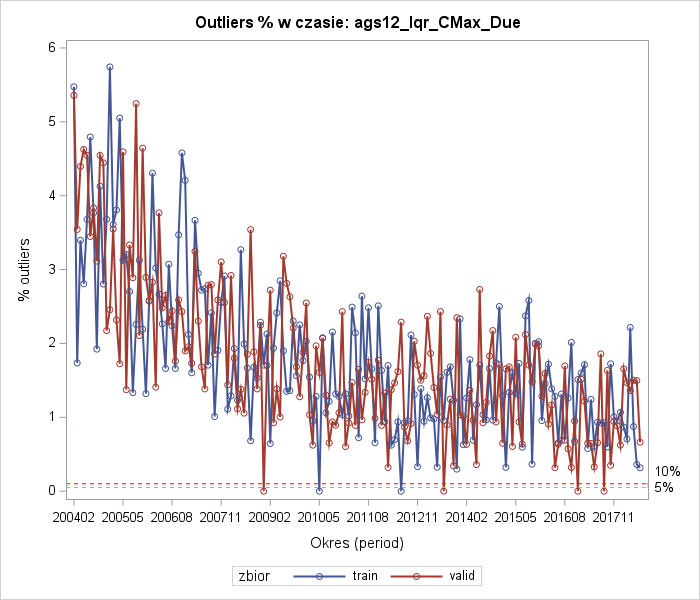 Outliers % w czasie: ags12_Iqr_CMax_Due
% outliers
6
5
4
3
2
1
0
10%
5%
200402 200505 200608 200711 200902 201005 201108 201211 201402 201505 201608 201711
Okres (period)
zbior train valid